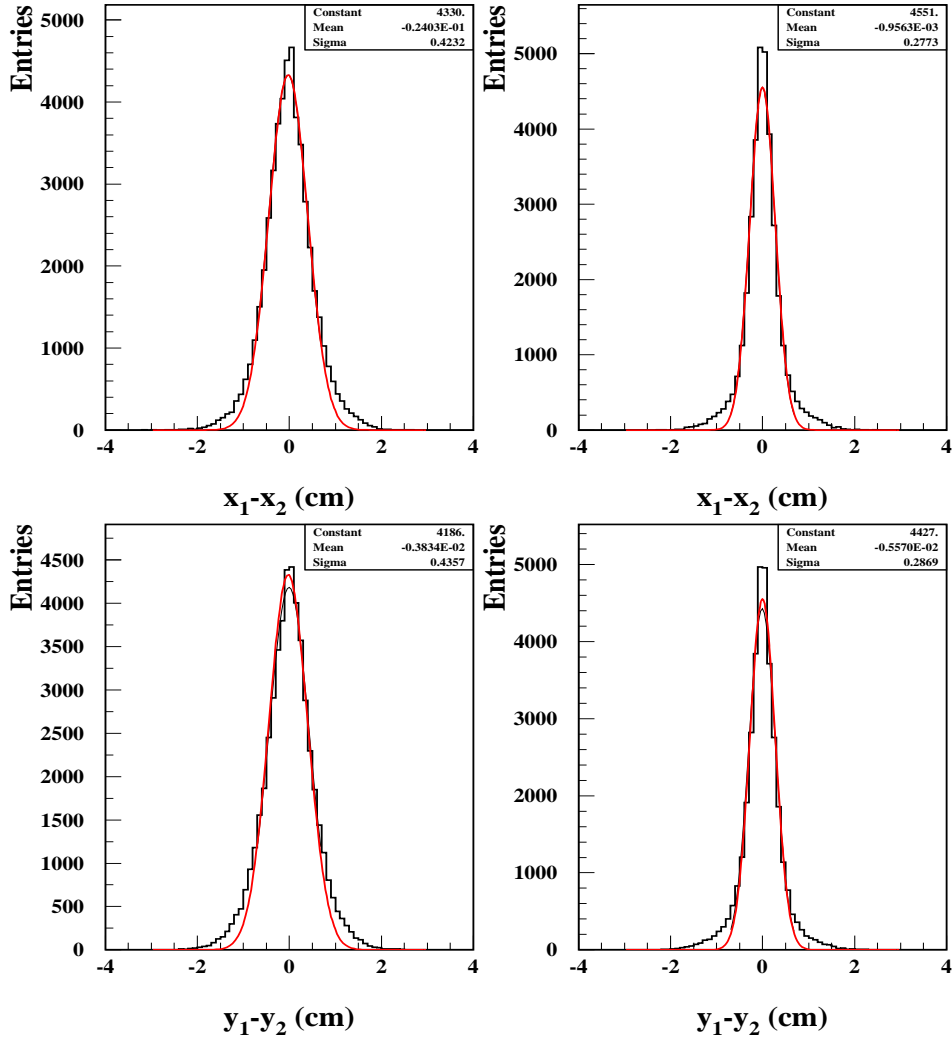 Constant 4330.
Mean -0.2403E-01
Sigma 0.4232
Entries
5000
4000
3000
2000
1000
0
-4 -2 0 2 4
x1-x2 (cm)
Constant 4551.
Mean -0.9563E-03
Sigma 0.2773
Entries
5000
4000
3000
2000
1000
0
-4 -2 0 2 4
x1-x2 (cm)
Constant 4186.
Mean -0.3834E-02
Sigma 0.4357
Entries
4500
4000
3500
3000
2500
2000
1500
1000
500
0
-4 -2 0 2 4
y1-y2 (cm)
Constant 4427.
Mean -0.5570E-02
Sigma 0.2869
Entries
5000
4000
3000
2000
1000
0
-4 -2 0 2 4
y1-y2 (cm)